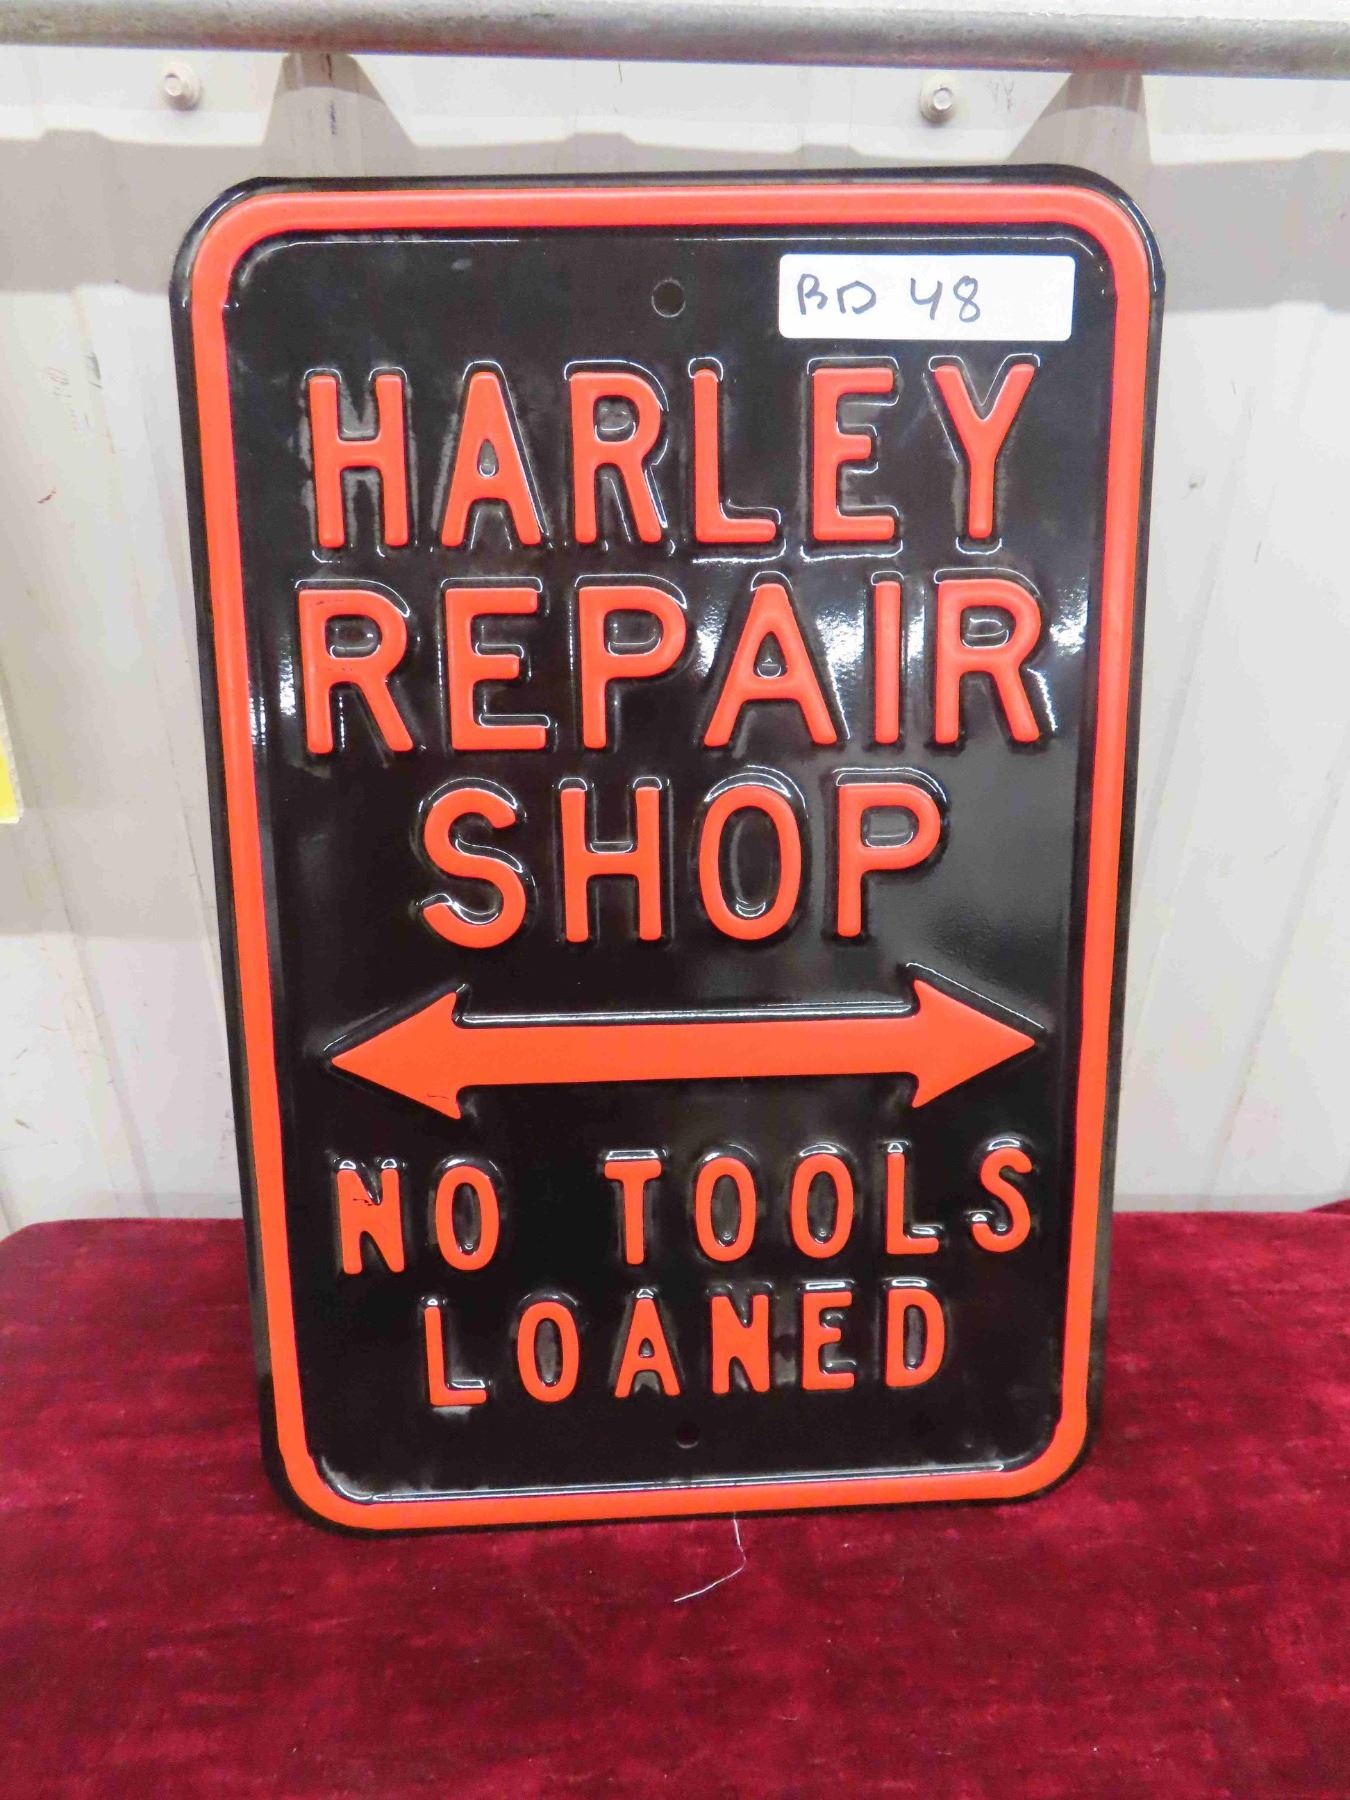 BD 48
HARLEY
REPAIR
SHOP
NO TOOLS
LOANED